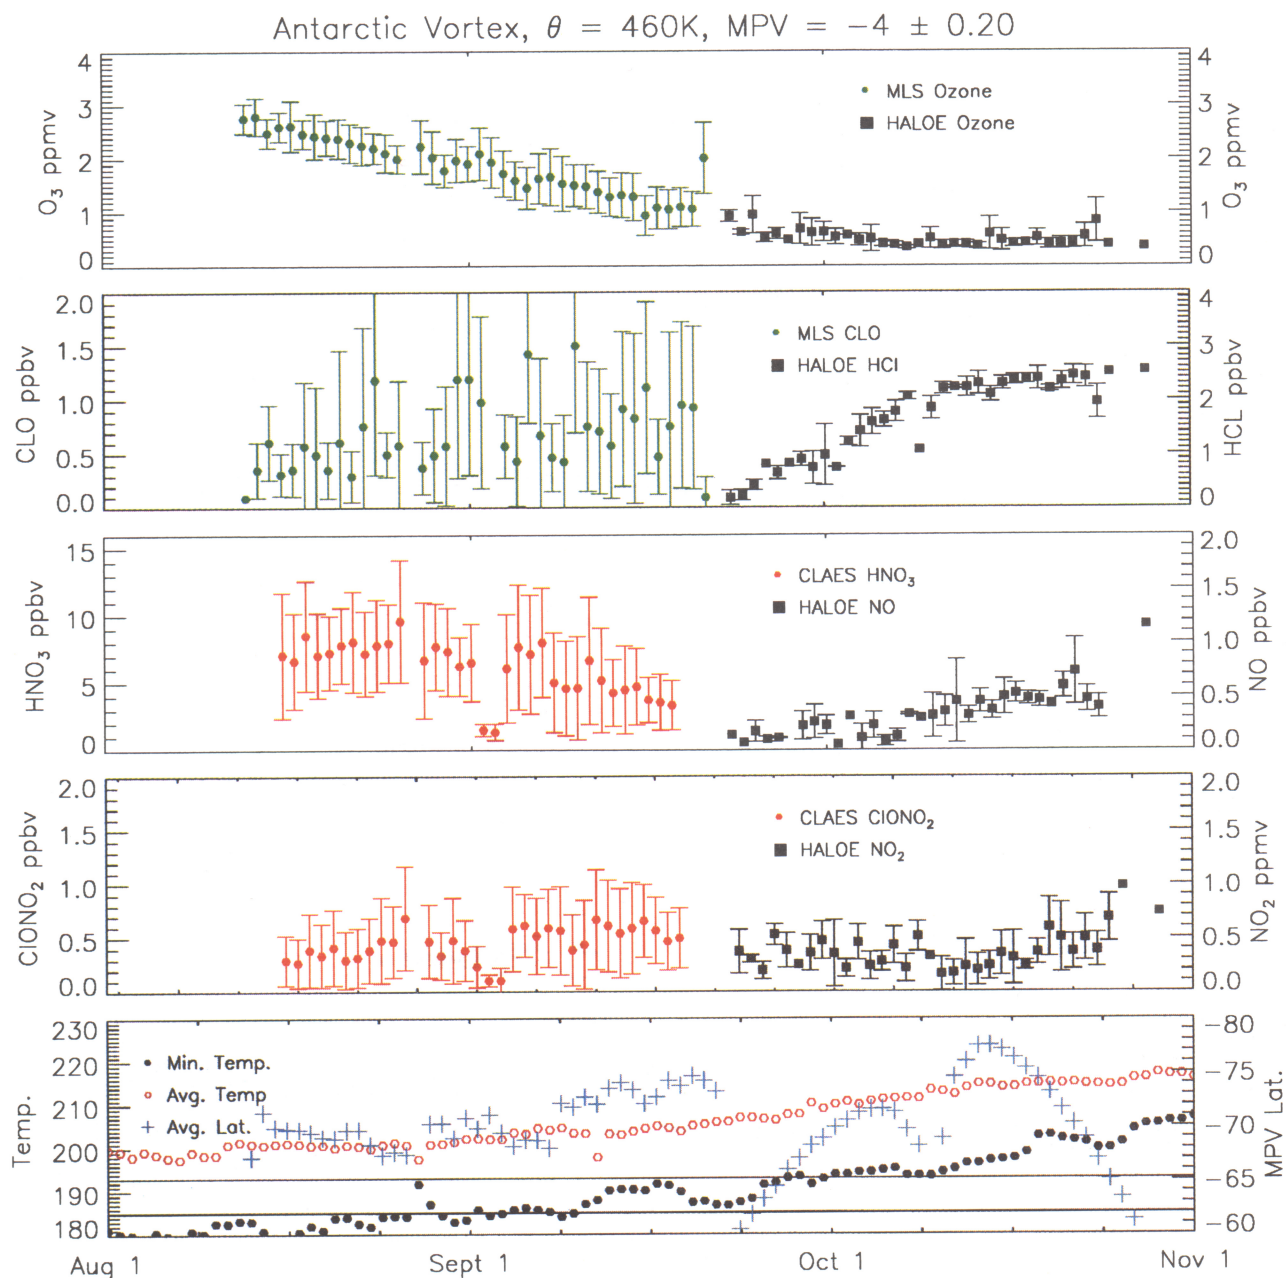 Antarctic Vortex, θ = 460K, MPV = −4 ± 0.20
4
3
2
1
0
O₃ ppmv
MLS Ozone
HALOE Ozone
4
3
2
1
0
O₃ ppmv
2.0
1.5
1.0
0.5
0.0
CLO ppbv
MLS CLO
HALOE HCl
4
3
2
1
0
HCL ppbv
15
10
5
0
HNO₃ ppbv
CLAES HNO₃
HALOE NO
2.0
1.5
1.0
0.5
0.0
NO ppbv
2.0
1.5
1.0
0.5
0.0
ClONO₂ ppbv
CLAES ClONO₂
HALOE NO₂
2.0
1.5
1.0
0.5
0.0
NO₂ ppmv
230
220
210
200
190
180
Temp.
Min. Temp.
Avg. Temp
Avg. Lat.
−80
−75
−70
−65
−60
MPV Lat.
Aug 1
Sept 1
Oct 1
Nov 1